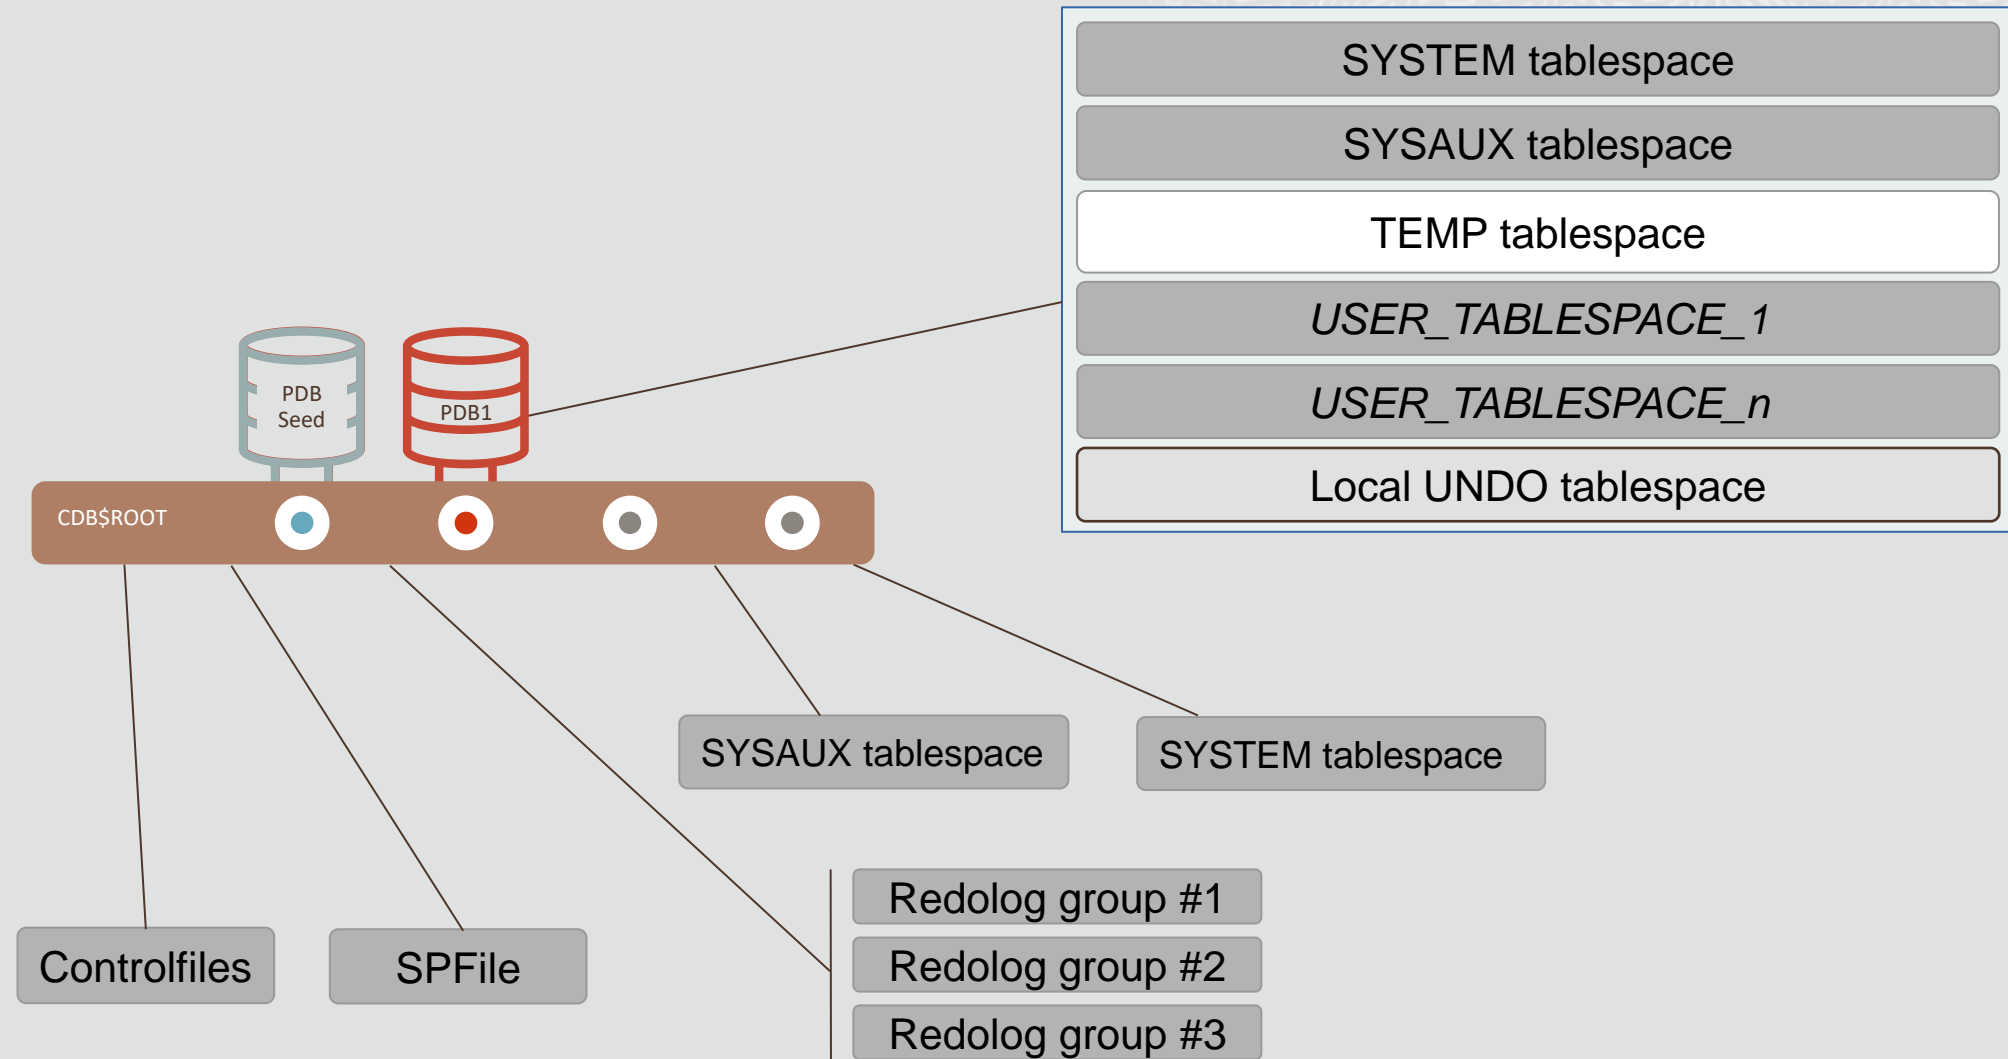 SYSTEM tablespace
SYSAUX tablespace
TEMP tablespace
USER_TABLESPACE_1
USER_TABLESPACE_n
Local UNDO tablespace
PDB
Seed
PDB1
CDB$ROOT
SYSAUX tablespace
SYSTEM tablespace
Controlfiles
SPFile
Redolog group #1
Redolog group #2
Redolog group #3